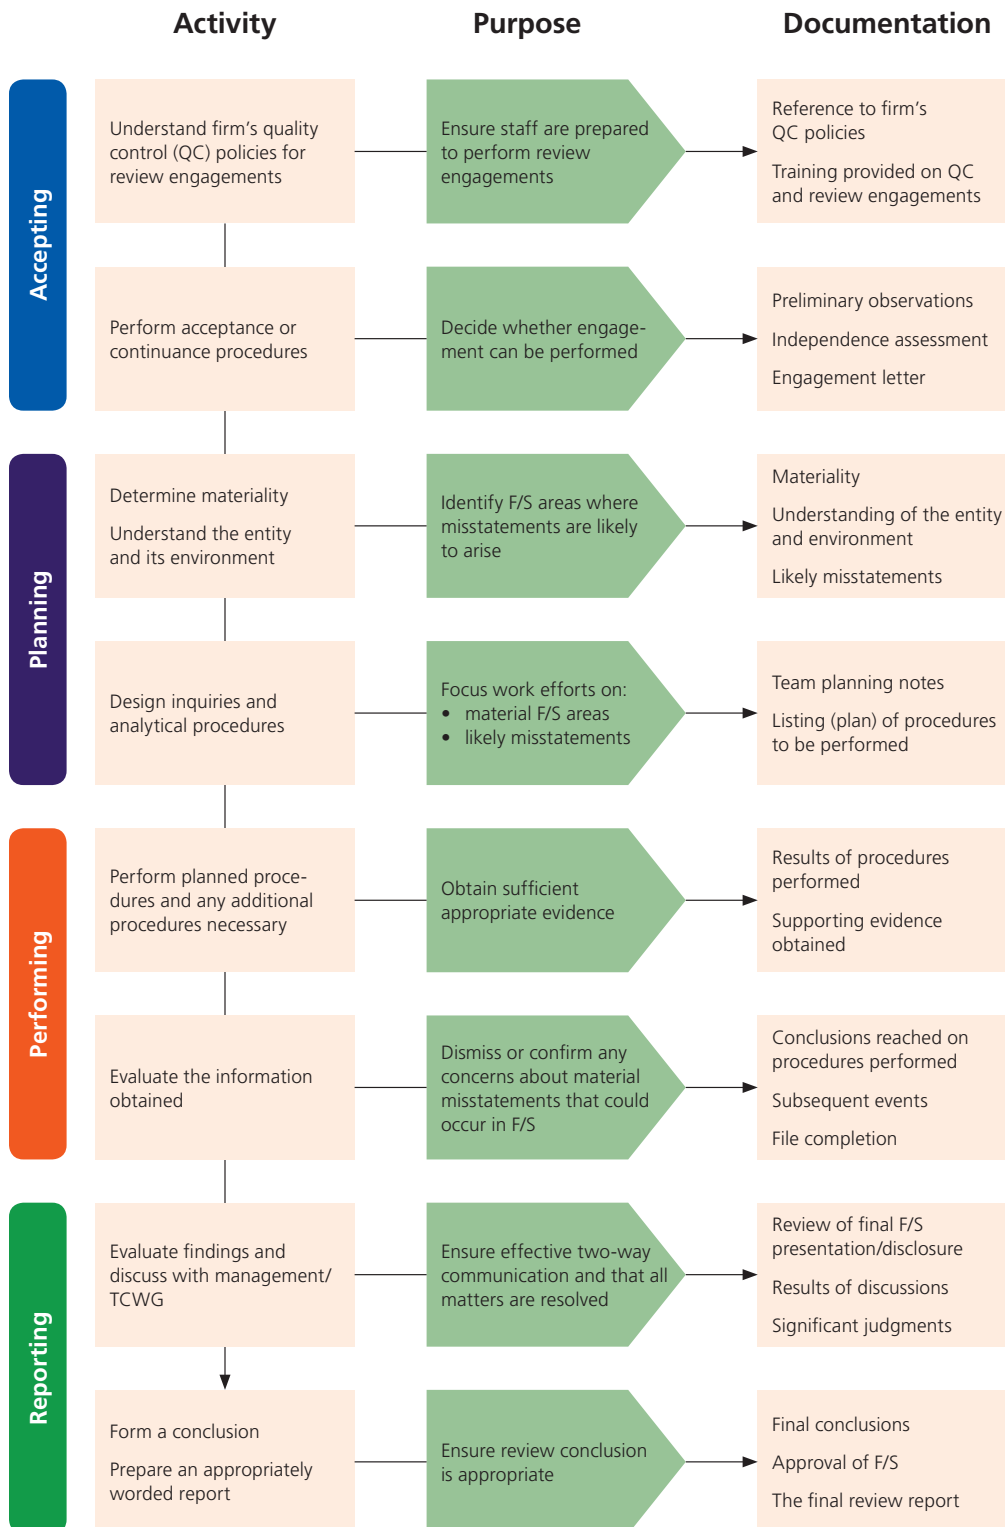 Activity
Purpose
Documentation
Accepting
Understand firm's quality
control (QC) policies for
review engagements
Ensure staff are prepared
to perform review
engagements
Reference to firm's
QC policies
Training provided on QC
and review engagements
Perform acceptance or
continuance procedures
Decide whether engage-
ment can be performed
Preliminary observations
Independence assessment
Engagement letter
Planning
Determine materiality
Understand the entity
and its environment
Identify F/S areas where
misstatements are likely
to arise
Materiality
Understanding of the entity
and environment
Likely misstatements
Design inquiries and
analytical procedures
Focus work efforts on:
• material F/S areas
• likely misstatements
Team planning notes
Listing (plan) of procedures
to be performed
Performing
Perform planned proce-
dures and any additional
procedures necessary
Obtain sufficient
appropriate evidence
Results of procedures
performed
Supporting evidence
obtained
Evaluate the information
obtained
Dismiss or confirm any
concerns about material
misstatements that could
occur in F/S
Conclusions reached on
procedures performed
Subsequent events
File completion
Reporting
Evaluate findings and
discuss with management/
TCWG
Ensure effective two-way
communication and that all
matters are resolved
Review of final F/S
presentation/disclosure
Results of discussions
Significant judgments
Form a conclusion
Prepare an appropriately
worded report
Ensure review conclusion
is appropriate
Final conclusions
Approval of F/S
The final review report